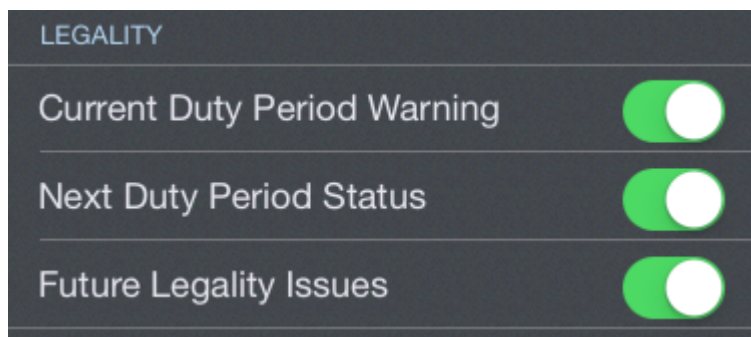 LEGALITY
Current Duty Period Warning
Next Duty Period Status
Future Legality Issues